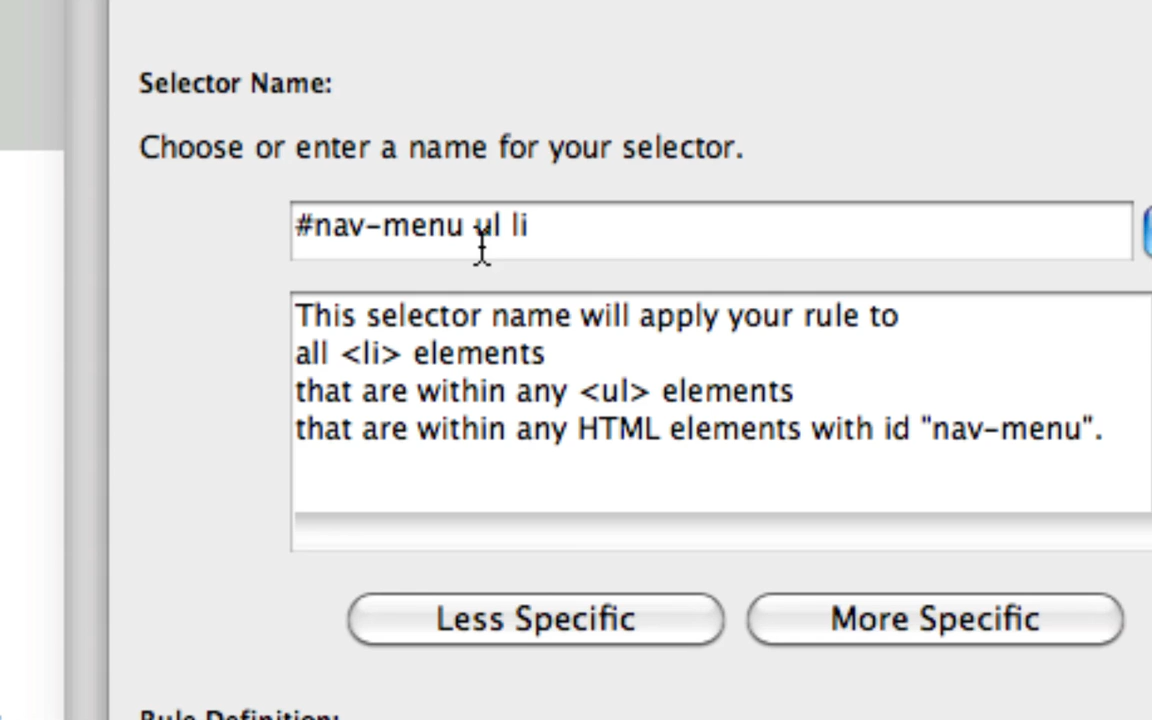 Selector Name:
Choose or enter a name for your selector.
#nav-menu ul li
This selector name will apply your rule to
all <li> elements
that are within any <ul> elements
that are within any HTML elements with id "nav-menu".
Less Specific
More Specific
Rule Definition: